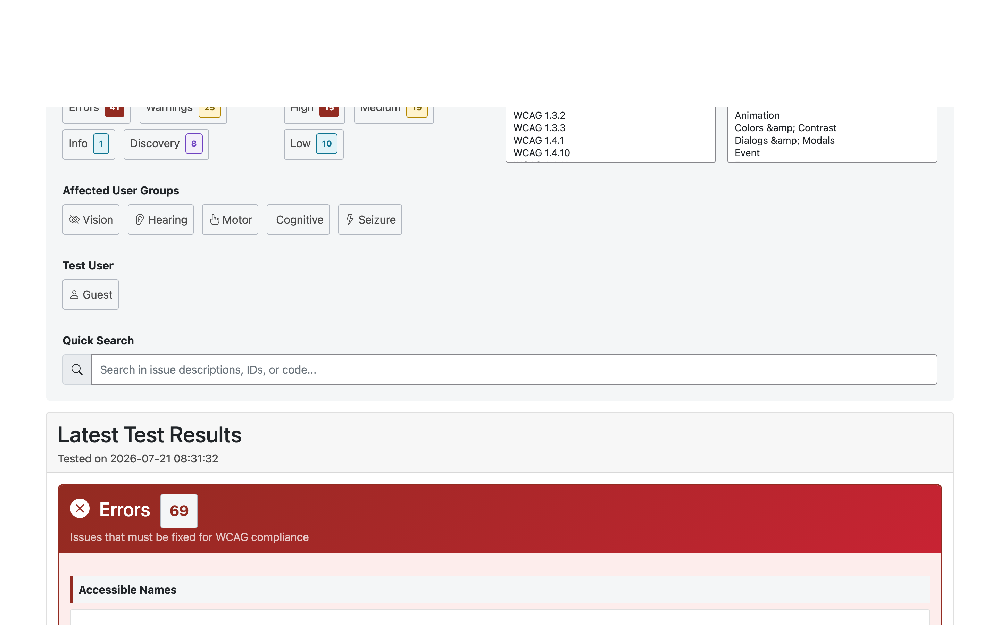 Errors 41 Warnings 25 High 15 Medium 19
WCAG 1.3.2
WCAG 1.3.3
WCAG 1.4.1
WCAG 1.4.10
Animation
Colors &amp; Contrast
Dialogs &amp; Modals
Event
Info 1 Discovery 8 Low 10
Affected User Groups
Vision Hearing Motor Cognitive Seizure
Test User
Guest
Quick Search
Search in issue descriptions, IDs, or code...
Latest Test Results
Tested on 2026-07-21 08:31:32
Errors 69
Issues that must be fixed for WCAG compliance
Accessible Names